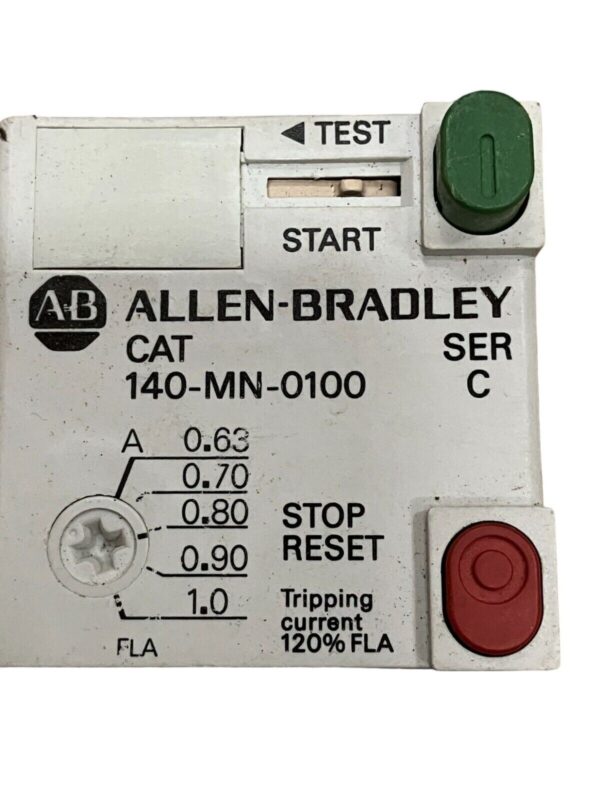 ◄ TEST
START
A-B ALLEN-BRADLEY
CAT SER
140-MN-0100 C
A 0.63
0.70
0.80
0.90
1.0
FLA
STOP
RESET
Tripping
current
120% FLA